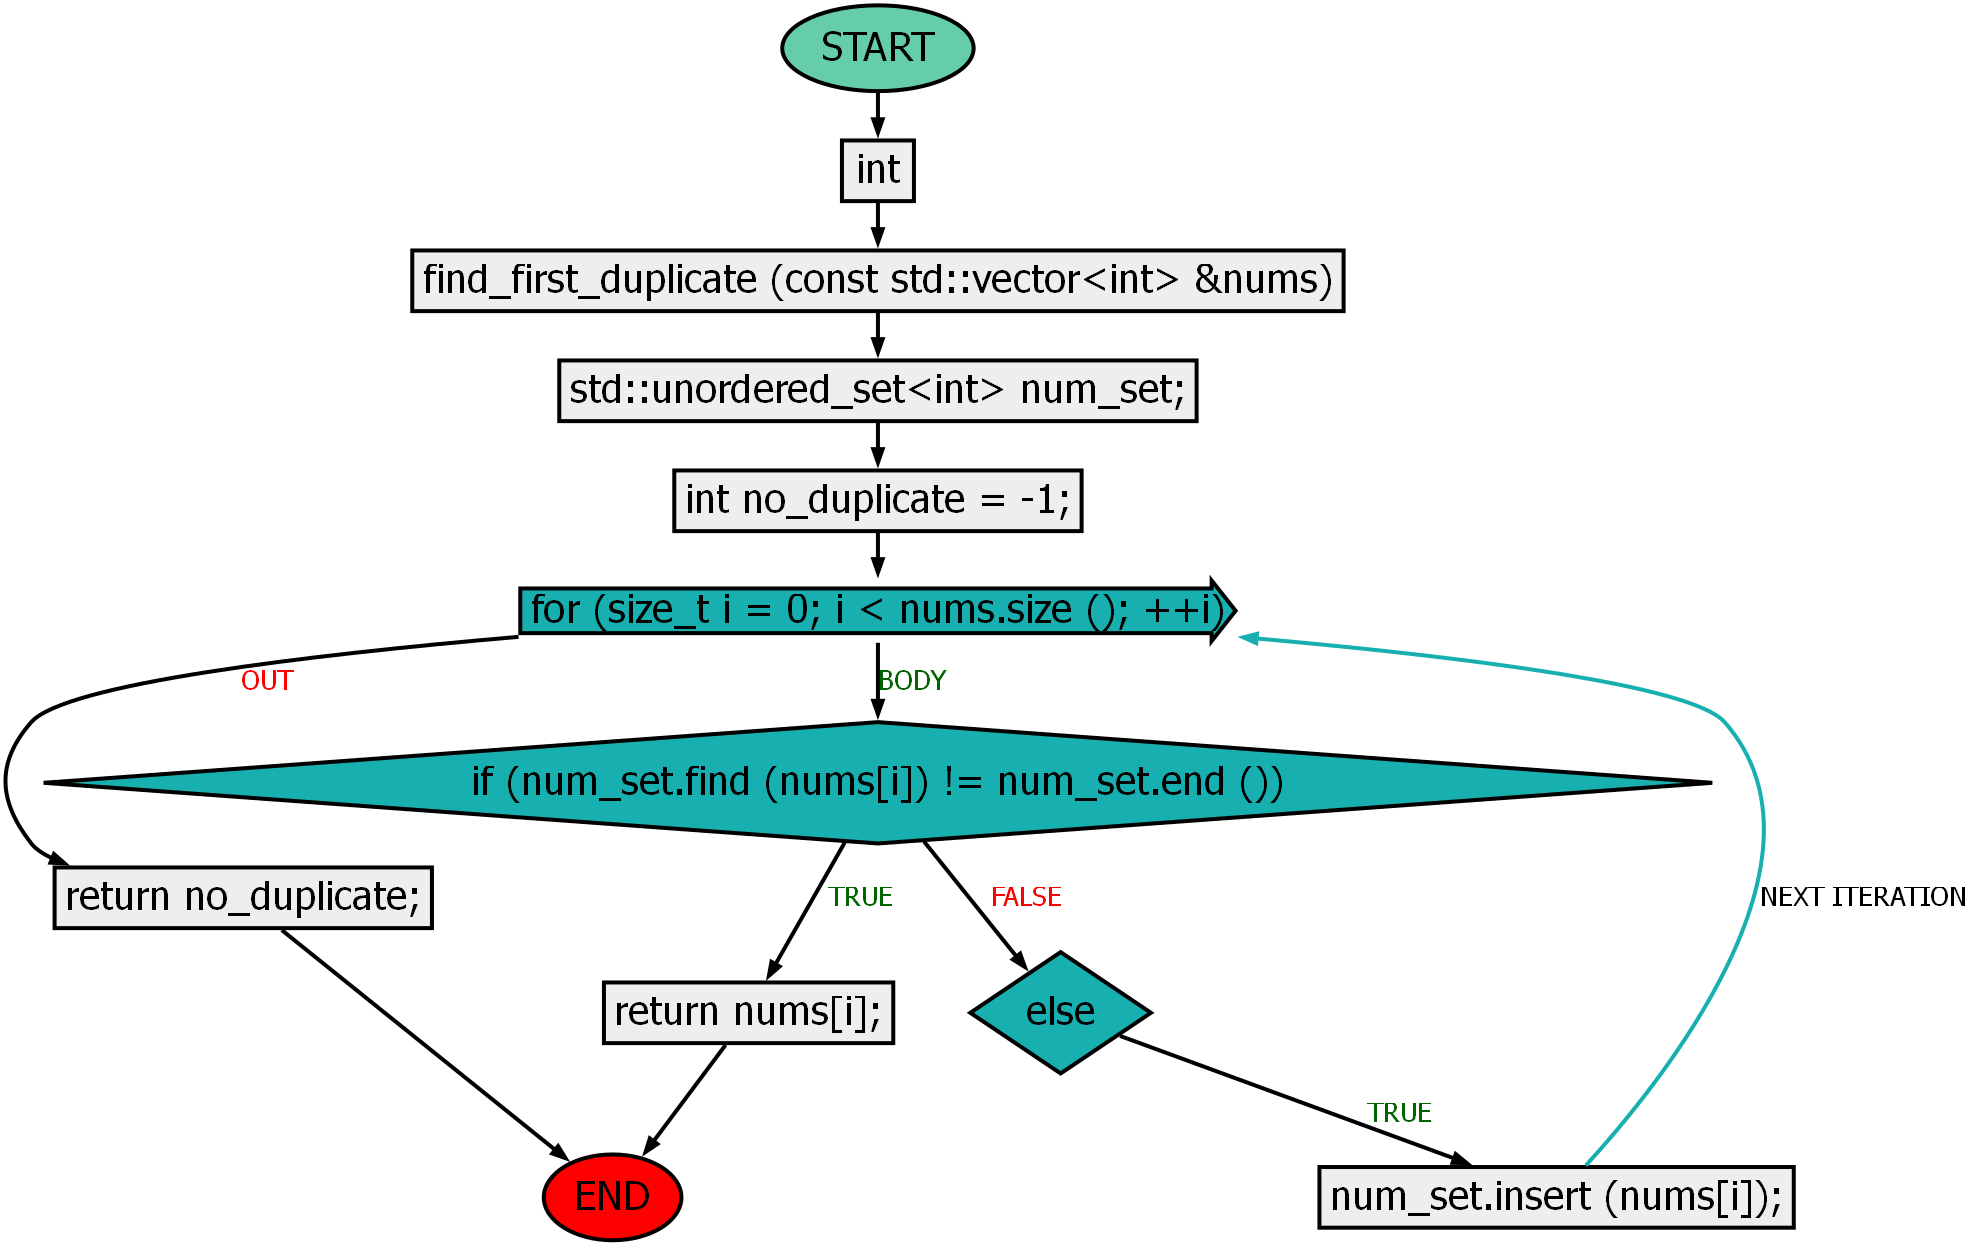 START
int
find_first_duplicate (const std::vector<int> &nums)
std::unordered_set<int> num_set;
int no_duplicate = -1;
for (size_t i = 0; i < nums.size (); ++i)
OUT
BODY
if (num_set.find (nums[i]) != num_set.end ())
return no_duplicate;
TRUE
FALSE
NEXT ITERATION
return nums[i];
else
TRUE
END
num_set.insert (nums[i]);